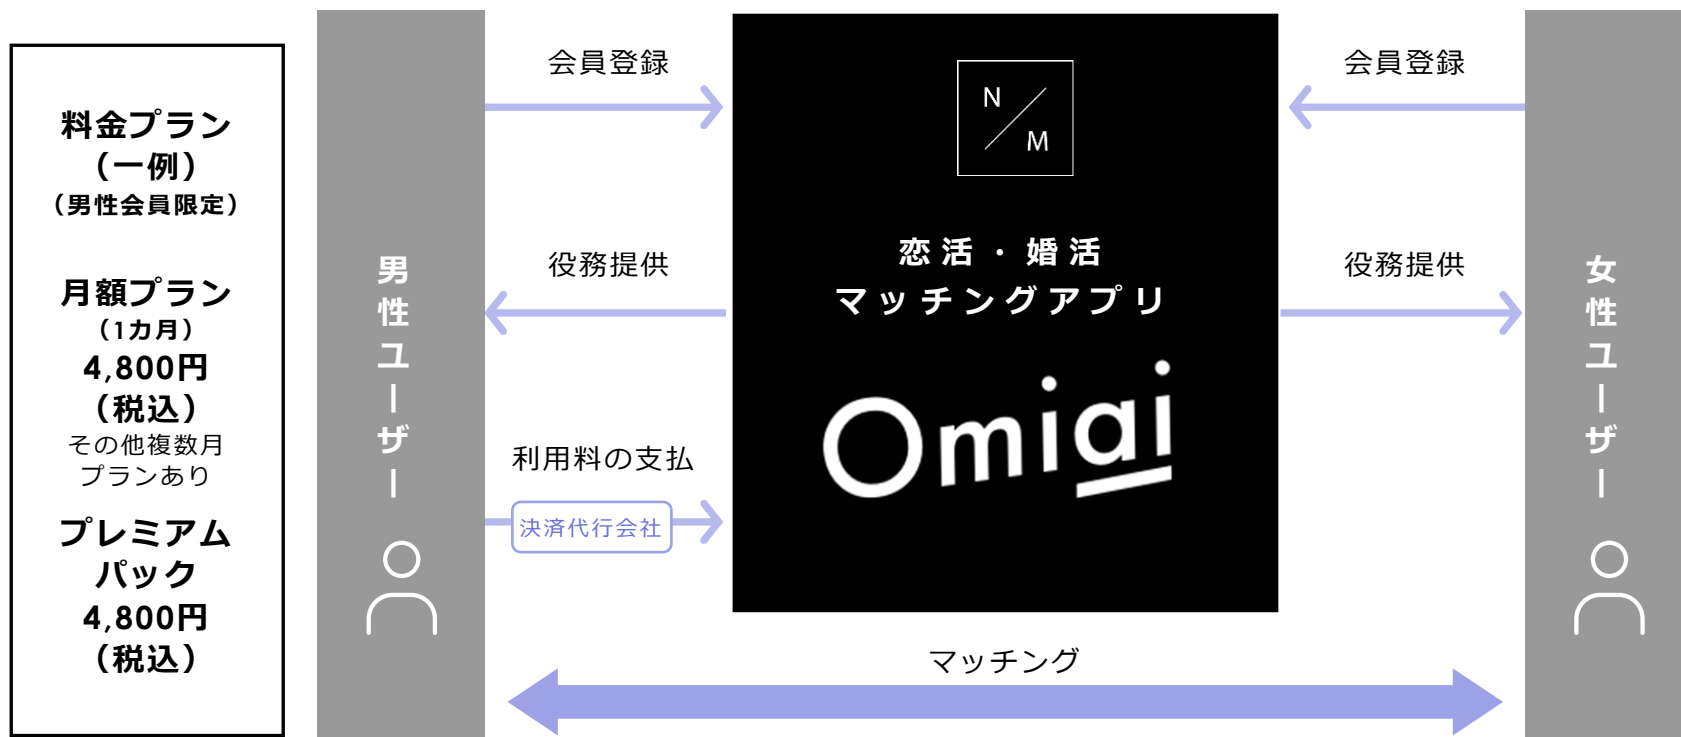 料金プラン
（一例）
（男性会員限定）
月額プラン
（1カ月）
4,800円
（税込）
その他複数月
プランあり
プレミアム
パック
4,800円
（税込）
男性ユーザー
会員登録
役務提供
利用料の支払
決済代行会社
N
M
恋活・婚活
マッチングアプリ
Omiai
会員登録
役務提供
女性ユーザー
マッチング